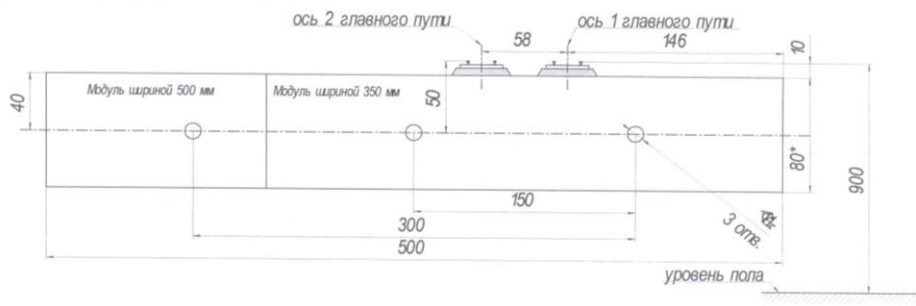 ось 2 главного пути
ось 1 главного пути
58
146
10
Модуль шириной 500 мм
Модуль шириной 350 мм
40
50
80*
900
150
3 отв.
300
500
уровень пола